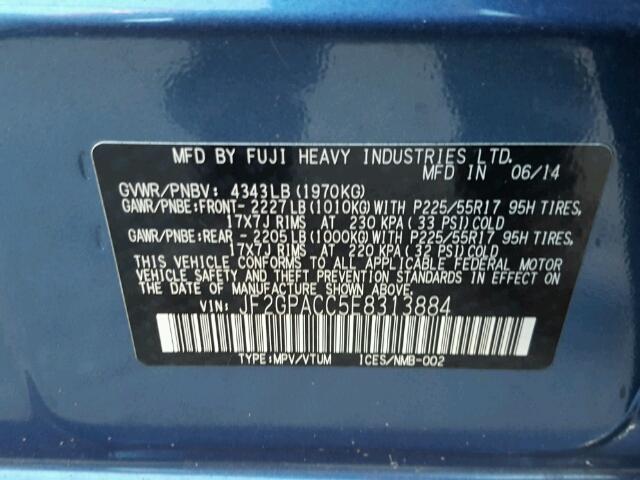 MFD BY FUJI HEAVY INDUSTRIES LTD.
MFD IN 06/14
GVWR/PNBV: 4343LB(1970KG)
GAWR/PNBE:FRONT-2227LB(1010KG)WITH P225/55R17 95H TIRES,
17X7J RIMS AT 230 KPA(33 PSI)COLD
GAWR/PNBE:REAR -2205LB(1000KG)WITH P225/55R17 95H TIRES,
17X7J RIMS AT 220 KPA(32 PSI)COLD
THIS VEHICLE CONFORMS TO ALL APPLICABLE FEDERAL MOTOR
VEHICLE SAFETY AND THEFT PREVENTION STANDARDS IN EFFECT
ON THE DATE OF MANUFACTURE SHOWN ABOVE.
VIN: JF2GPACC5E8313884
TYPE:MPV/VTUM ICES/NMB-002